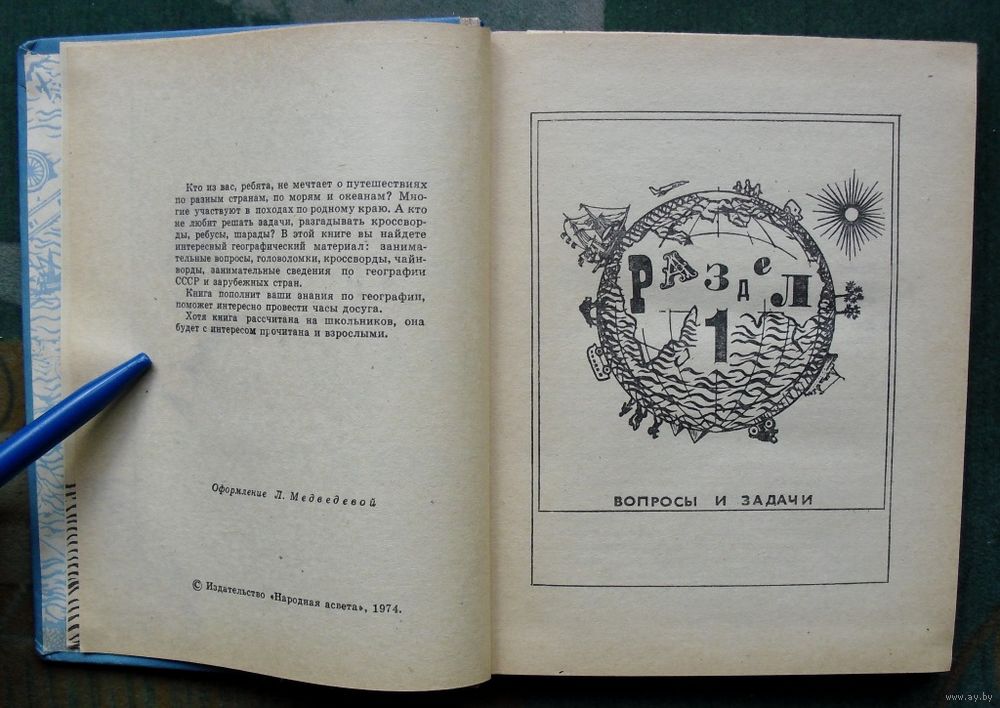 Кто из вас, ребята, не мечтает о путешествиях
по разным странам, по морям и океанам? Мно-
гие участвуют в походах по родному краю. А кто
не любит решать задачи, разгадывать кроссвор-
ды, ребусы, шарады? В этой книге вы найдете
интересный географический материал: занима-
тельные вопросы, головоломки, кроссворды, чайн-
ворды, занимательные сведения по географии
СССР и зарубежных стран.
Книга пополнит ваши знания по географии,
поможет интересно провести часы досуга.
Хотя книга рассчитана на школьников, она
будет с интересом прочитана и взрослыми.
Оформление Л. Медведевой
© Издательство «Народная асвета», 1974.
РАЗДеЛ
1
ВОПРОСЫ И ЗАДАЧИ
www.ay.by